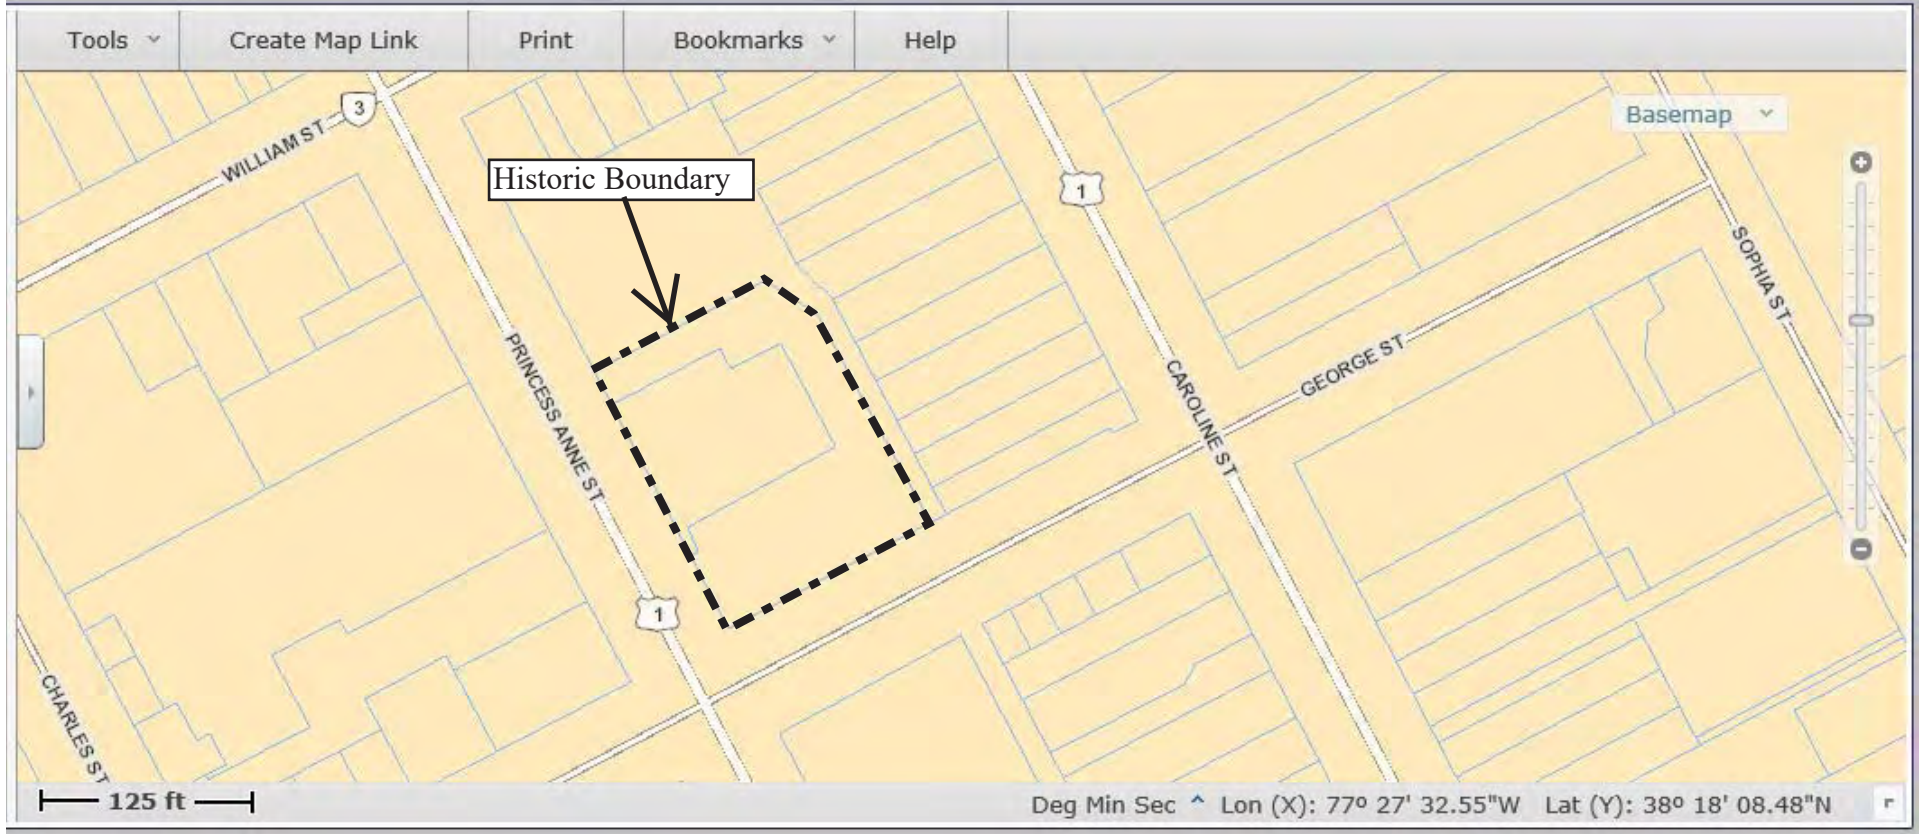 Tools
Create Map Link
Print
Bookmarks
Help
3
WILLIAM ST
Basemap
Historic Boundary
1
SOPHIA ST
PRINCESS ANNE ST
GEORGE ST
CAROLINE ST
1
CHARLES ST
125 ft
Deg Min Sec ^ Lon (X): 77º 27' 32.55"W Lat (Y): 38º 18' 08.48"N